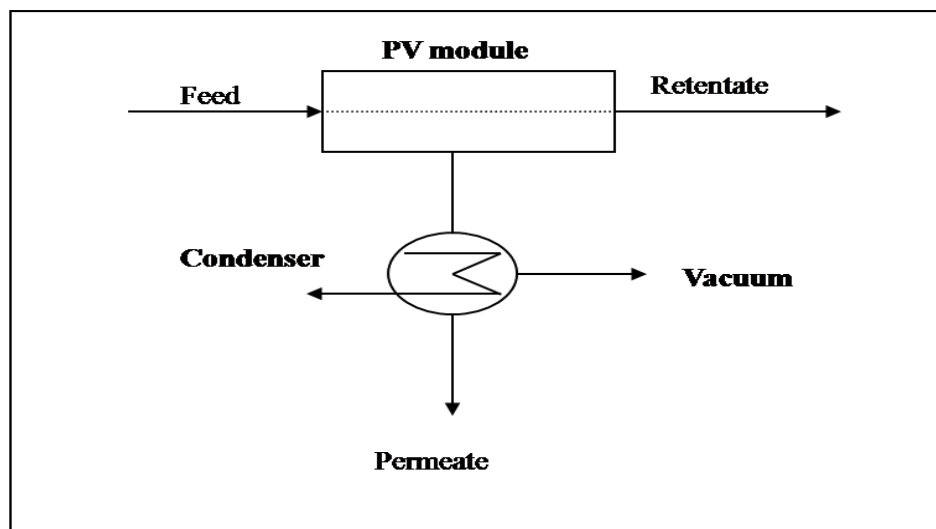 PV module
Feed
Retentate
Condenser
Vacuum
Permeate